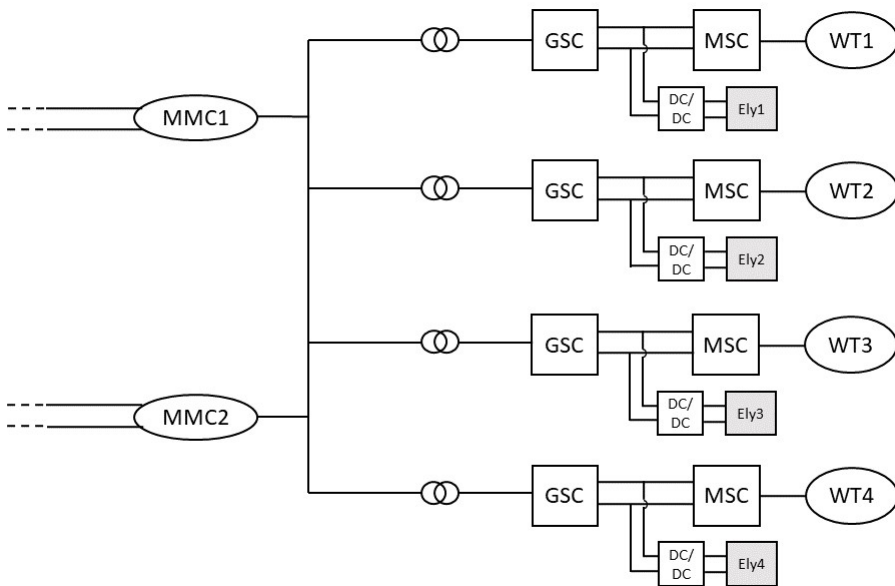 GSC
MSC
WT1
DC/
DC
Ely1
MMC1
GSC
MSC
WT2
DC/
DC
Ely2
GSC
MSC
WT3
DC/
DC
Ely3
MMC2
GSC
MSC
WT4
DC/
DC
Ely4